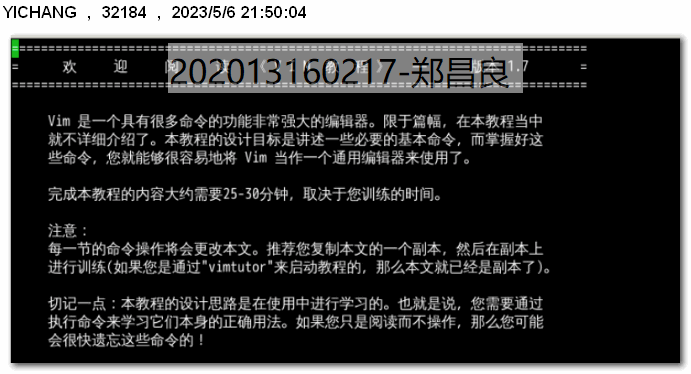 YICHANG , 32184 , 2023/5/6 21:50:04
===============================================================
= 欢 迎 阅 教 程 版本 1.7 =
202013160217-郑昌良
===============================================================
Vim 是一个具有很多命令的功能非常强大的编辑器。限于篇幅，在本教程当中
就不详细介绍了。本教程的设计目标是讲述一些必要的基本命令，而掌握好这
些命令，您就能够很容易地将 Vim 当作一个通用编辑器来使用了。
完成本教程的内容大约需要25-30分钟，取决于您训练的时间。
注意：
每一节的命令操作将会更改本文。推荐您复制本文的一个副本，然后在副本上
进行训练(如果您是通过"vimtutor"来启动教程的，那么本文就已经是副本了)。
切记一点：本教程的设计思路是在使用中进行学习的。也就是说，您需要通过
执行命令来学习它们本身的正确用法。如果您只是阅读而不操作，那么您可能
会很快遗忘这些命令的！